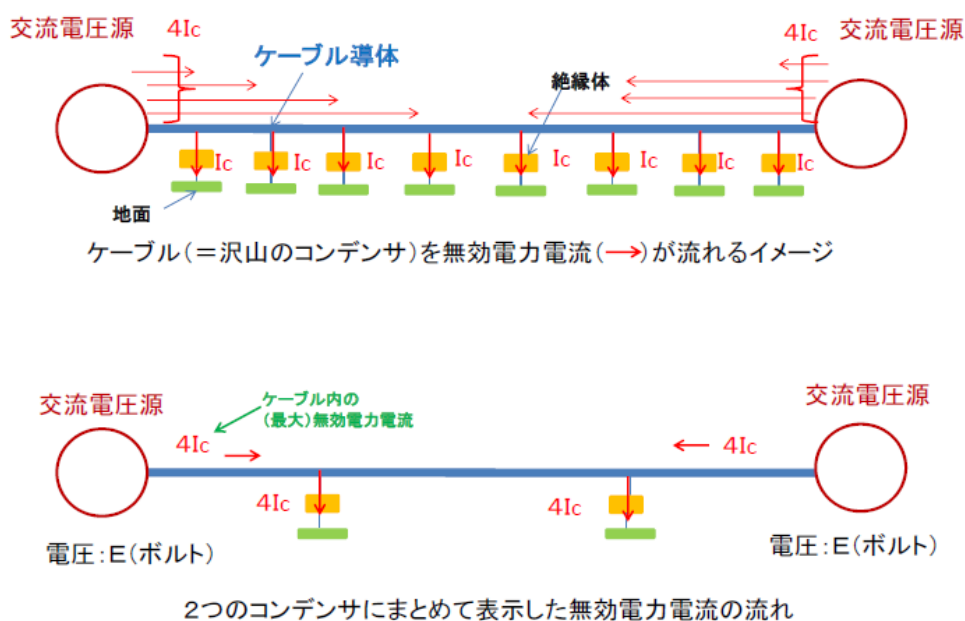 交流電圧源 4Ic
4Ic 交流電圧源
ケーブル導体
絶縁体
Ic Ic Ic Ic Ic Ic Ic Ic
地面
ケーブル(＝沢山のコンデンサ)を無効電力電流(→)が流れるイメージ
交流電圧源
ケーブル内の
(最大)無効電力電流
交流電圧源
4Ic
4Ic
4Ic
4Ic
電圧:E(ボルト)
電圧:E(ボルト)
2つのコンデンサにまとめて表示した無効電力電流の流れ